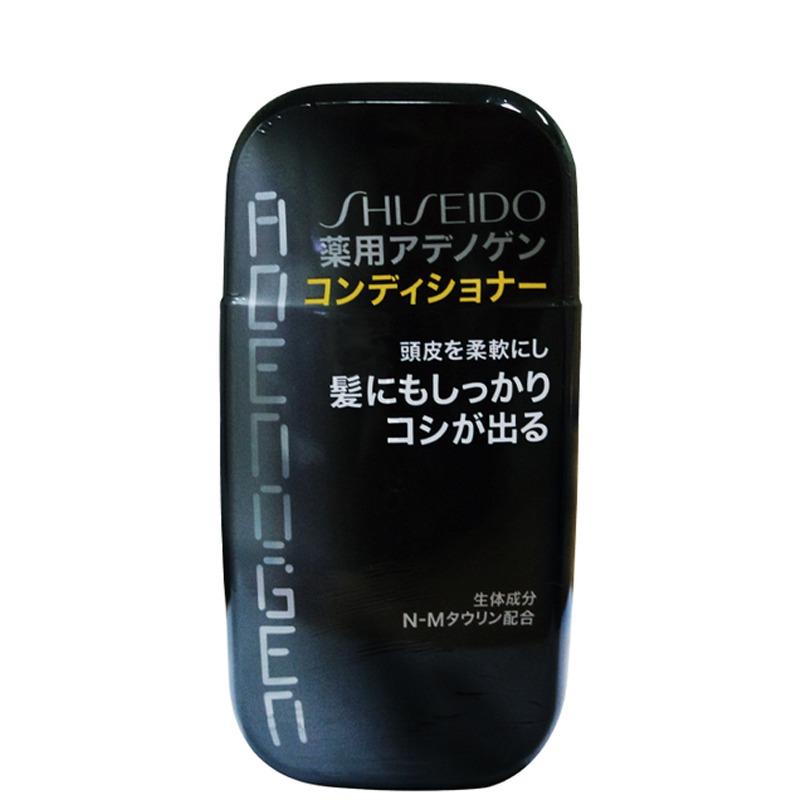 SHISEIDO
薬用アデノゲン
コンディショナー
頭皮を柔軟にし
髪にもしっかり
コシが出る
生体成分
N-Mタウリン配合
ADENOGEN